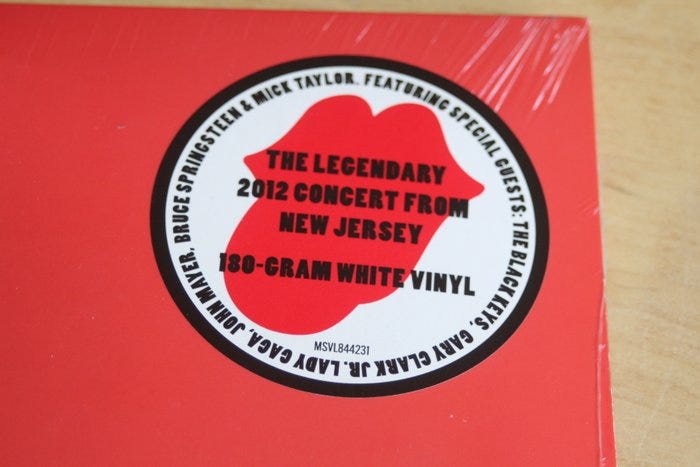 FEATURING SPECIAL GUESTS: THE BLACK KEYS, GARY CLARK JR. LADY GAGA, JOHN MAYER, BRUCE SPRINGSTEEN & MICK TAYLOR.
THE LEGENDARY
2012 CONCERT FROM
NEW JERSEY
180-GRAM WHITE VINYL
MSVL844231